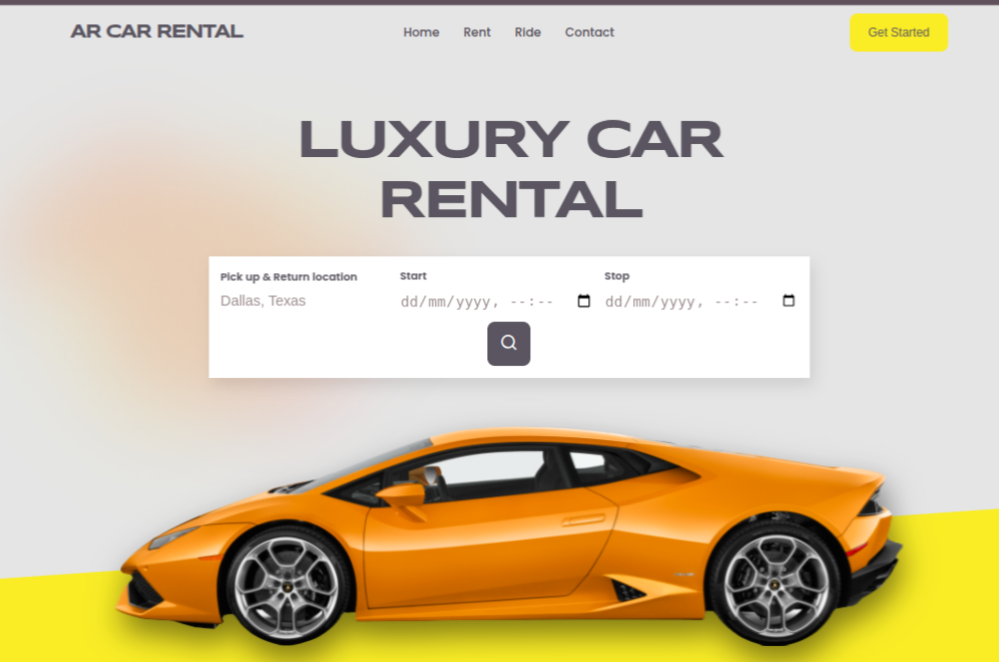 AR CAR RENTAL
Home Rent Ride Contact
Get Started
LUXURY CAR
RENTAL
Pick up & Return location Start Stop
Dallas, Texas dd/mm/yyyy, --:-- dd/mm/yyyy, --:--